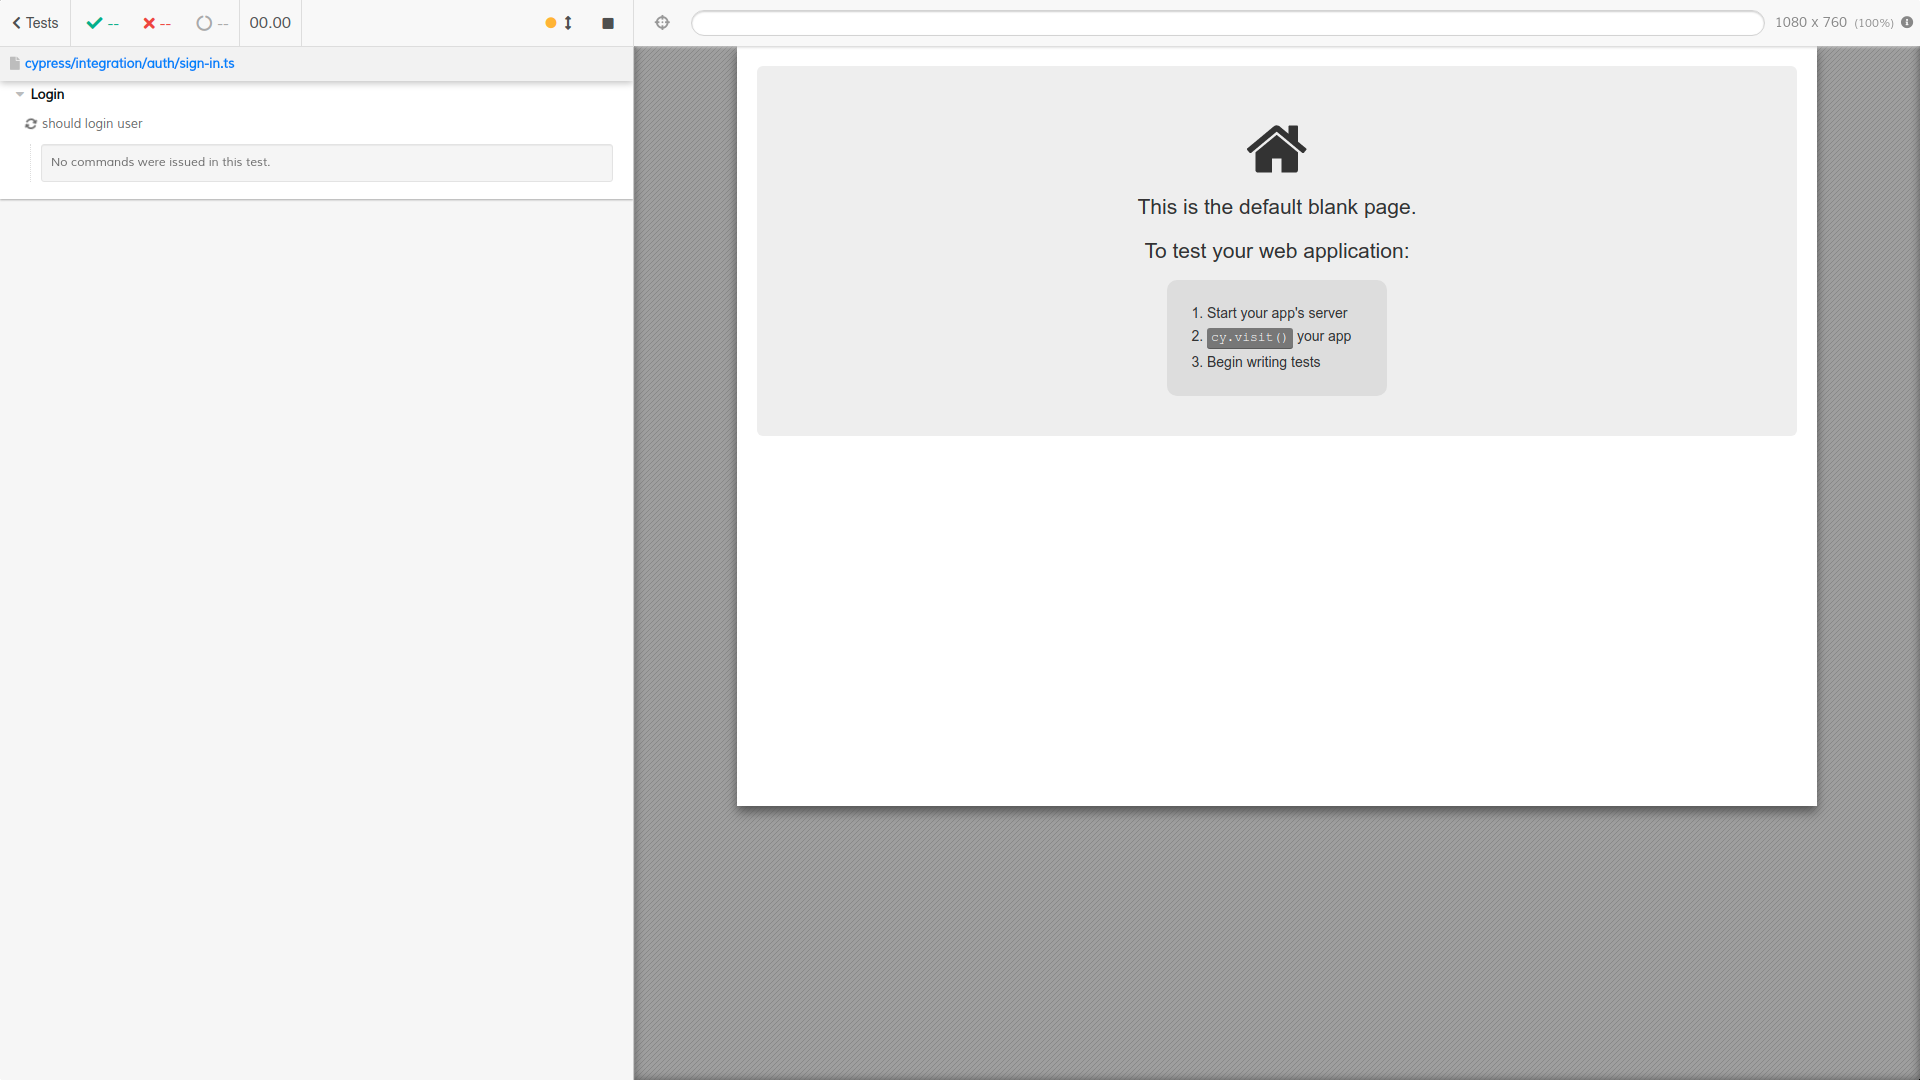 Tests
--
--
--
00.00
1080 x 760 (100%)
cypress/integration/auth/sign-in.ts
Login
should login user
No commands were issued in this test.
This is the default blank page.
To test your web application:
1. Start your app's server
2. cy.visit() your app
3. Begin writing tests